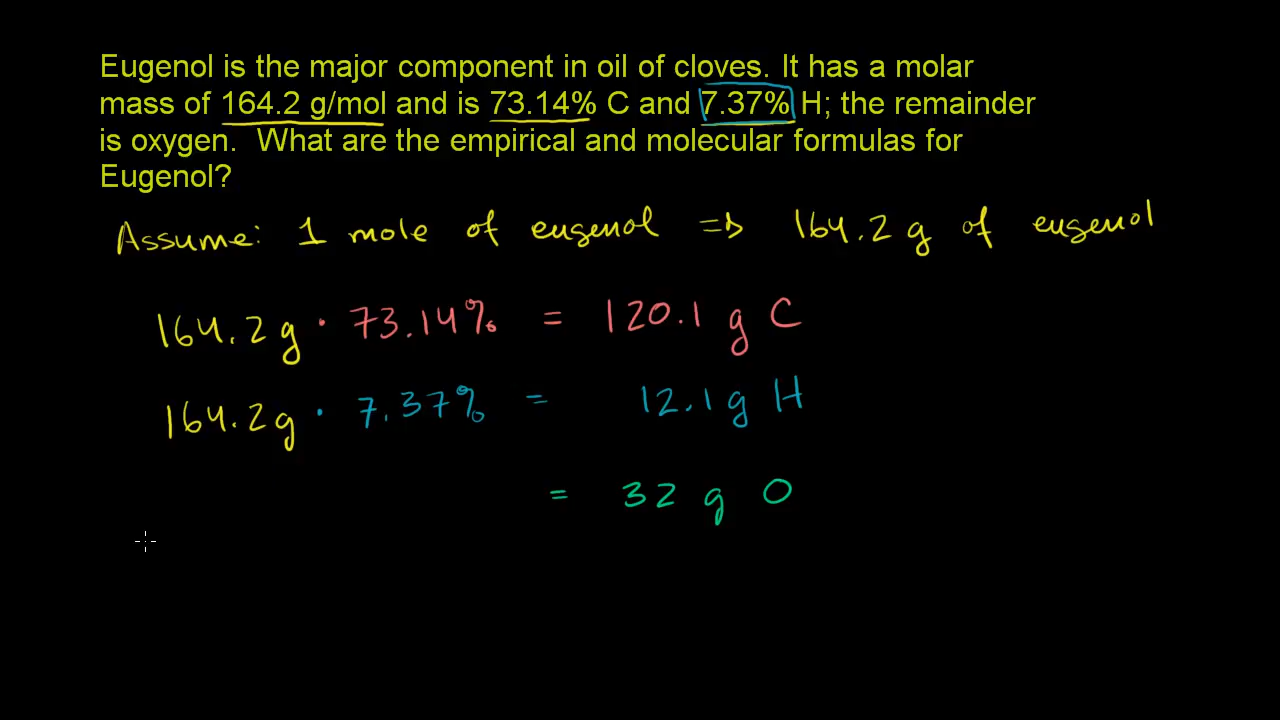 Eugenol is the major component in oil of cloves. It has a molar
mass of 164.2 g/mol and is 73.14% C and 7.37% H; the remainder
is oxygen. What are the empirical and molecular formulas for
Eugenol?
Assume: 1 mole of eugenol => 164.2 g of eugenol
164.2g · 73.14% = 120.1 g C
164.2g · 7.37% = 12.1 g H
= 32 g O